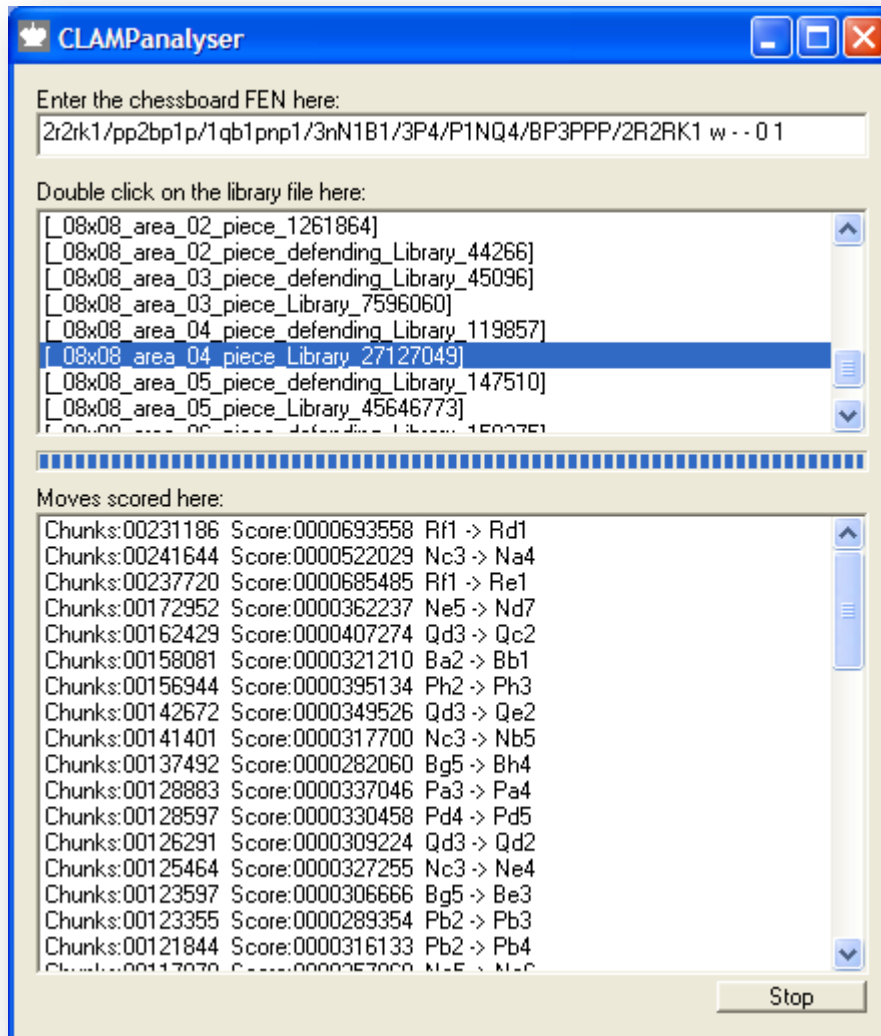 CLAMPanalyser
Enter the chessboard FEN here:
2r2rk1/pp2bp1p/1qb1pnp1/3nN1B1/3P4/P1NQ4/BP3PPP/2R2RK1 w - - 0 1
Double click on the library file here:
[_08x08_area_02_piece_1261864]
[_08x08_area_02_piece_defending_Library_44266]
[_08x08_area_03_piece_defending_Library_45096]
[_08x08_area_03_piece_Library_7596060]
[_08x08_area_04_piece_defending_Library_119857]
[_08x08_area_04_piece_Library_27127049]
[_08x08_area_05_piece_defending_Library_147510]
[_08x08_area_05_piece_Library_45646773]
Moves scored here:
Chunks:00231186 Score:0000693558 Rf1 -> Rd1
Chunks:00241644 Score:0000522029 Nc3 -> Na4
Chunks:00237720 Score:0000685485 Rf1 -> Re1
Chunks:00172952 Score:0000362237 Ne5 -> Nd7
Chunks:00162429 Score:0000407274 Qd3 -> Qc2
Chunks:00158081 Score:0000321210 Ba2 -> Bb1
Chunks:00156944 Score:0000395134 Ph2 -> Ph3
Chunks:00142672 Score:0000349526 Qd3 -> Qe2
Chunks:00141401 Score:0000317700 Nc3 -> Nb5
Chunks:00137492 Score:0000282060 Bg5 -> Bh4
Chunks:00128883 Score:0000337046 Pa3 -> Pa4
Chunks:00128597 Score:0000330458 Pd4 -> Pd5
Chunks:00126291 Score:0000309224 Qd3 -> Qd2
Chunks:00125464 Score:0000327255 Nc3 -> Ne4
Chunks:00123597 Score:0000306666 Bg5 -> Be3
Chunks:00123355 Score:0000289354 Pb2 -> Pb3
Chunks:00121844 Score:0000316133 Pb2 -> Pb4
Stop